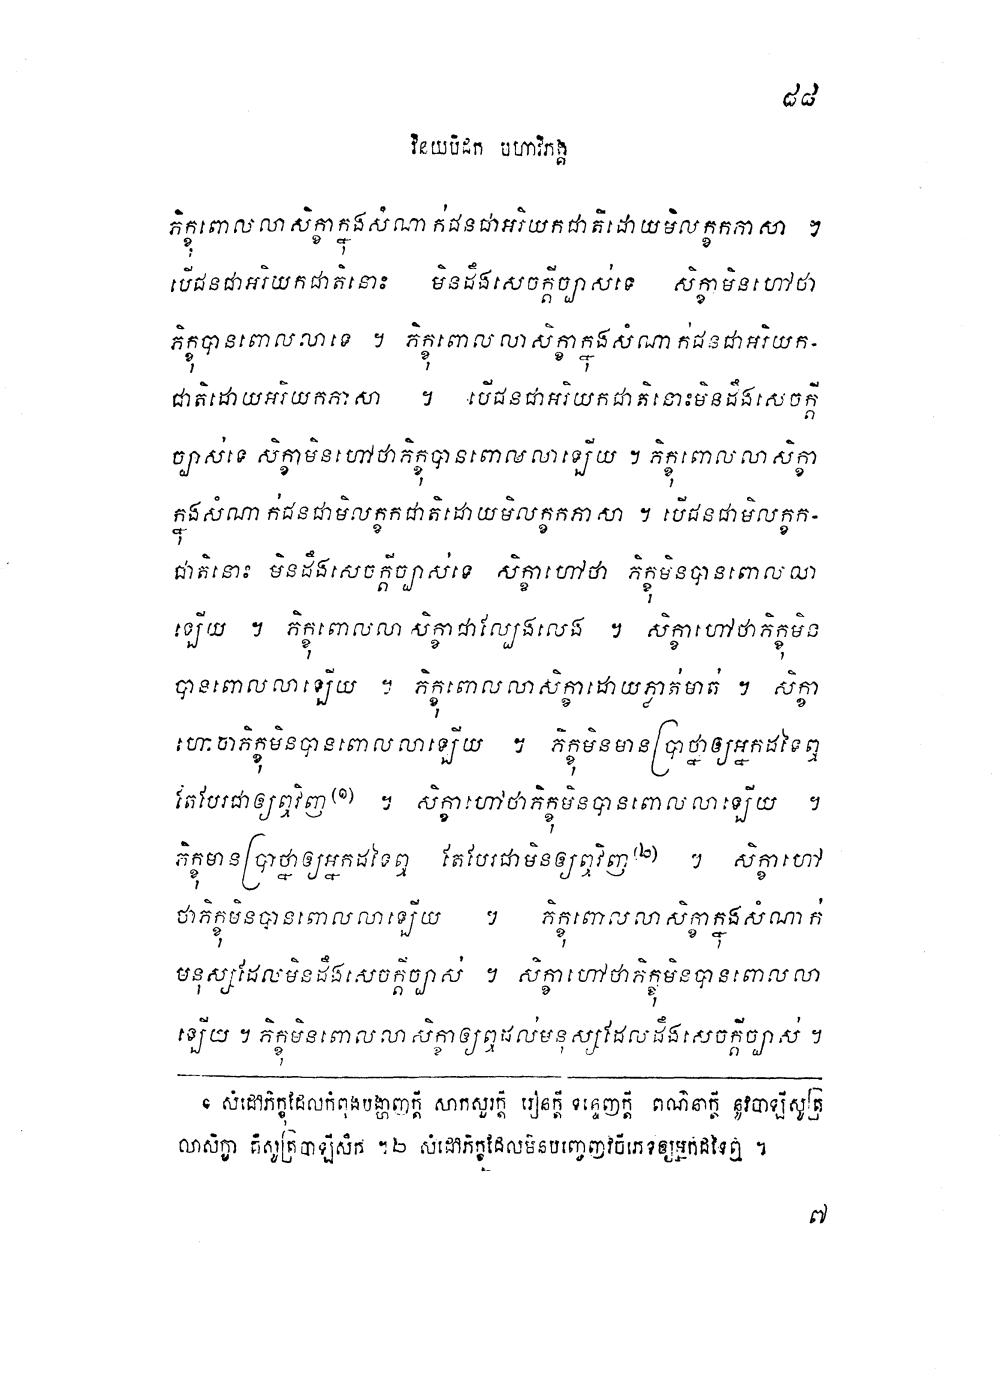 ៨៨
វិនយបិដក មហាវិភង្គ
ភិក្ខុពោលលាសិក្ខាក្នុងសំណាក់ជនជាអរិយកជាតិដោយមិលក្ខកភាសា ។
បើជនជាអរិយកជាតិនោះ មិនដឹងសេចក្តីច្បាស់ទេ សិក្ខាមិនហៅថា
ភិក្ខុបានពោលលាទេ ។ ភិក្ខុពោលលាសិក្ខាក្នុងសំណាក់ជនជាអរិយក-
ជាតិដោយអរិយកភាសា ។ បើជនជាអរិយកជាតិនោះមិនដឹងសេចក្តី
ច្បាស់ទេ សិក្ខាមិនហៅថាភិក្ខុបានពោលលាឡើយ ។ ភិក្ខុពោលលាសិក្ខា
ក្នុងសំណាក់ជនជាមិលក្ខកជាតិដោយមិលក្ខកភាសា ។ បើជនជាមិលក្ខក-
ជាតិនោះ មិនដឹងសេចក្តីច្បាស់ទេ សិក្ខាហៅថា ភិក្ខុមិនបានពោលលា
ឡើយ ។ ភិក្ខុពោលលាសិក្ខាជាល្បែងលេង ។ សិក្ខាហៅថាភិក្ខុមិន
បានពោលលាឡើយ ។ ភិក្ខុពោលលាសិក្ខាដោយភ្លាត់មាត់ ។ សិក្ខា
ហៅថាភិក្ខុមិនបានពោលលាឡើយ ។ ភិក្ខុមិនមានប្រាថ្នាឲ្យអ្នកដទៃឮ
តែបែរជាឲ្យឮវិញ(១) ។ សិក្ខាហៅថាភិក្ខុមិនបានពោលលាឡើយ ។
ភិក្ខុមានប្រាថ្នាឲ្យអ្នកដទៃឮ តែបែរជាមិនឲ្យឮវិញ(២) ។ សិក្ខាហៅ
ថាភិក្ខុមិនបានពោលលាឡើយ ។ ភិក្ខុពោលលាសិក្ខាក្នុងសំណាក់
មនុស្សដែលមិនដឹងសេចក្តីច្បាស់ ។ សិក្ខាហៅថាភិក្ខុមិនបានពោលលា
ឡើយ ។ ភិក្ខុមិនពោលលាសិក្ខាឲ្យឮដល់មនុស្សដែលដឹងសេចក្តីច្បាស់ ។
១ សំដៅភិក្ខុដែលកំពុងបង្ហាញក្តី សាកសួរក្តី រៀនក្តី ទន្ទេញក្តី ពណ៌នាក្តី នូវបាឡីសូត្រ
លាសិក្ខា គឺសូត្របាឡីសឹក ។ ២ សំដៅភិក្ខុដែលមិនបញ្ចេញវចីភេទឲ្យអ្នកដទៃឮ ។
៧